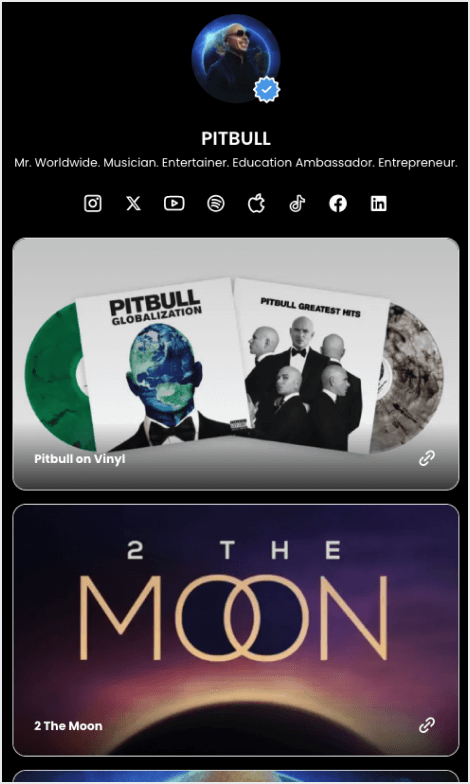 PITBULL
Mr. Worldwide. Musician. Entertainer. Education Ambassador. Entrepreneur.
PITBULL
GLOBALIZATION
PITBULL GREATEST HITS
Pitbull on Vinyl
2 THE
MOON
2 The Moon